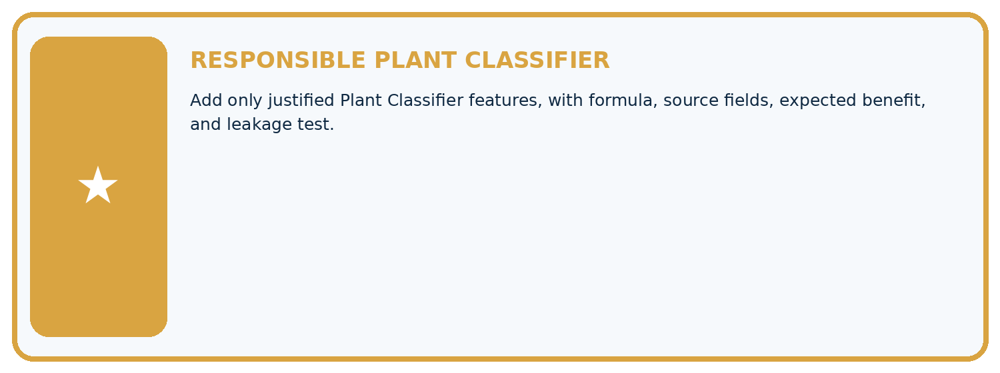 RESPONSIBLE PLANT CLASSIFIER
Add only justified Plant Classifier features, with formula, source fields, expected benefit,
and leakage test.